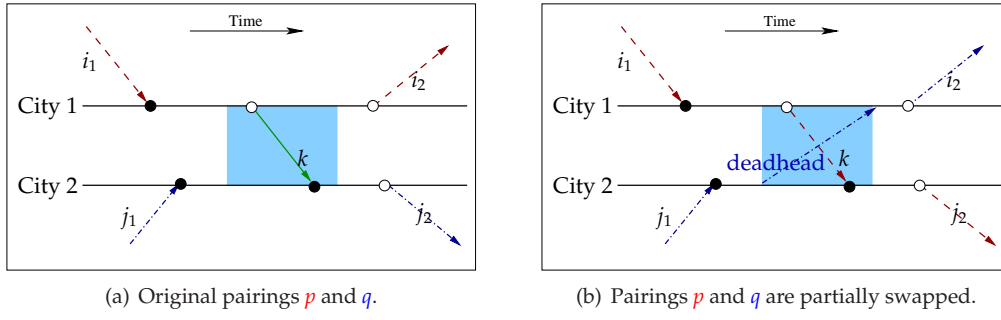 Time
i1
i2
City 1
k
City 2
j1
j2
(a) Original pairings p and q.
Time
i1
i2
City 1
deadhead k
City 2
j1
j2
(b) Pairings p and q are partially swapped.